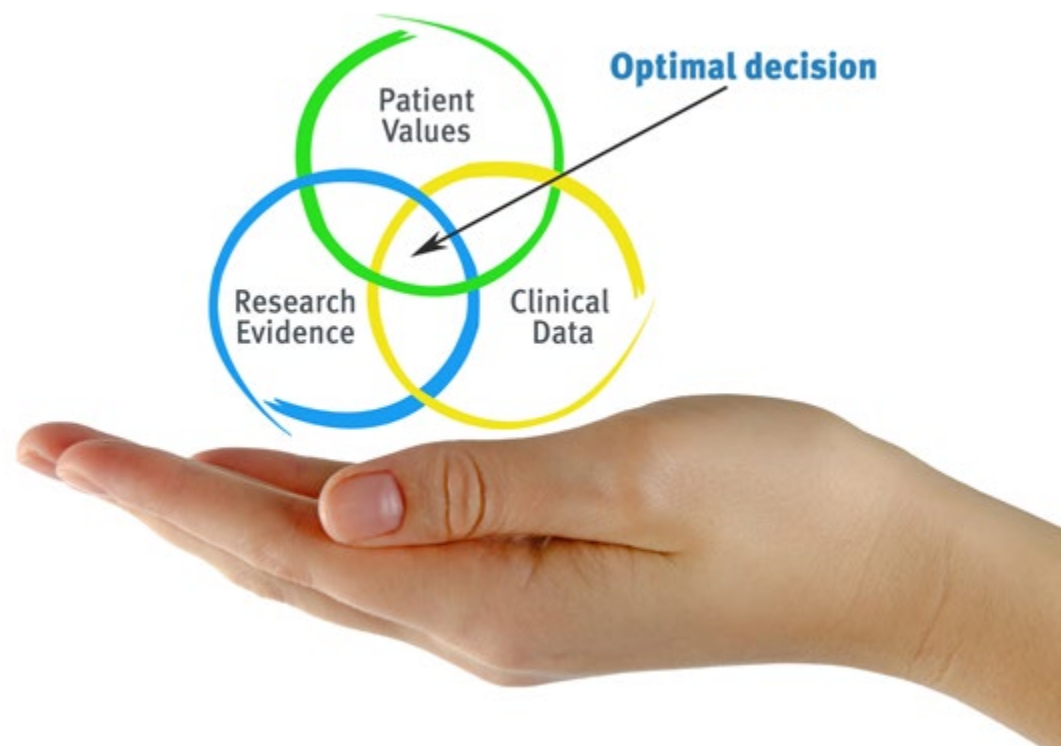 Patient
Values
Optimal decision
Research
Evidence
Clinical
Data